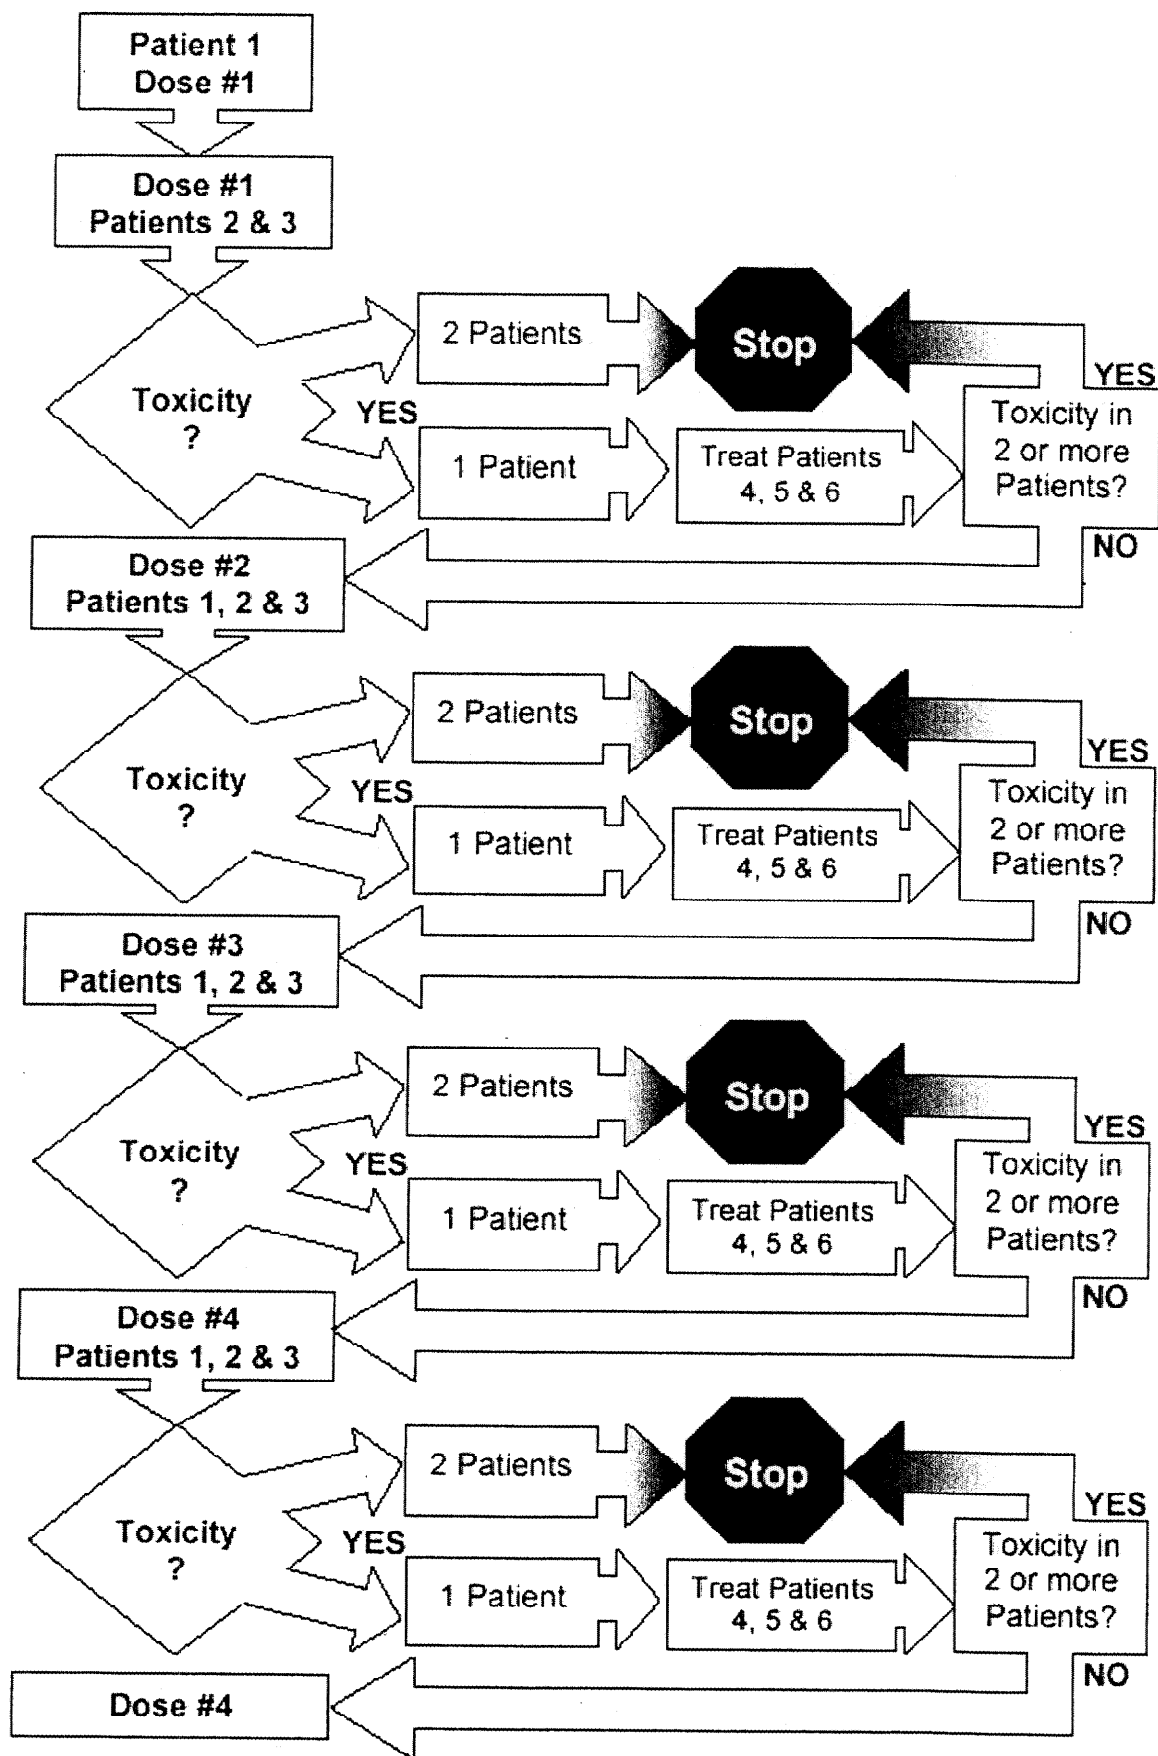 Patient 1
Dose #1
Dose #1
Patients 2 & 3
Toxicity
?
YES
2 Patients
Stop
1 Patient
Treat Patients
4, 5 & 6
YES
Toxicity in
2 or more
Patients?
NO
Dose #2
Patients 1, 2 & 3
Toxicity
?
YES
2 Patients
Stop
1 Patient
Treat Patients
4, 5 & 6
YES
Toxicity in
2 or more
Patients?
NO
Dose #3
Patients 1, 2 & 3
Toxicity
?
YES
2 Patients
Stop
1 Patient
Treat Patients
4, 5 & 6
YES
Toxicity in
2 or more
Patients?
NO
Dose #4
Patients 1, 2 & 3
Toxicity
?
YES
2 Patients
Stop
1 Patient
Treat Patients
4, 5 & 6
YES
Toxicity in
2 or more
Patients?
NO
Dose #4